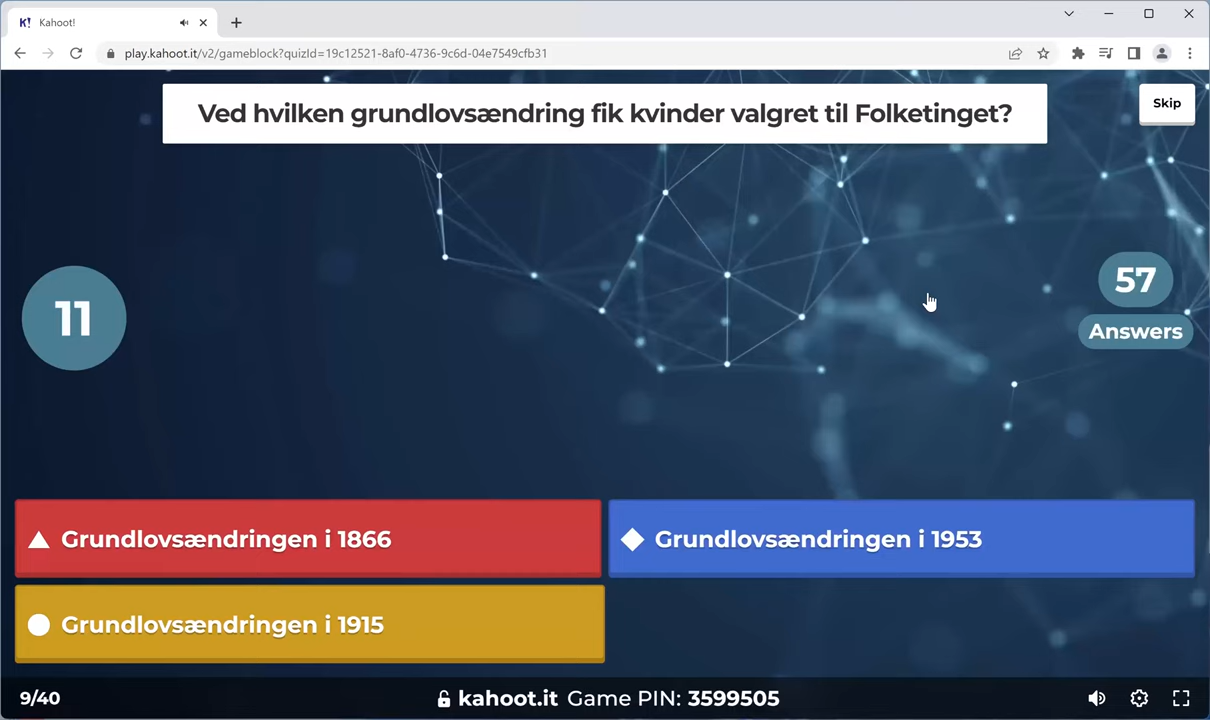 Kahoot!
play.kahoot.it/v2/gameblock?quizId=19c12521-8af0-4736-9c6d-04e7549cfb31
Ved hvilken grundlovsændring fik kvinder valgret til Folketinget?
Skip
11
57
Answers
Grundlovsændringen i 1866
Grundlovsændringen i 1953
Grundlovsændringen i 1915
9/40
kahoot.it Game PIN: 3599505